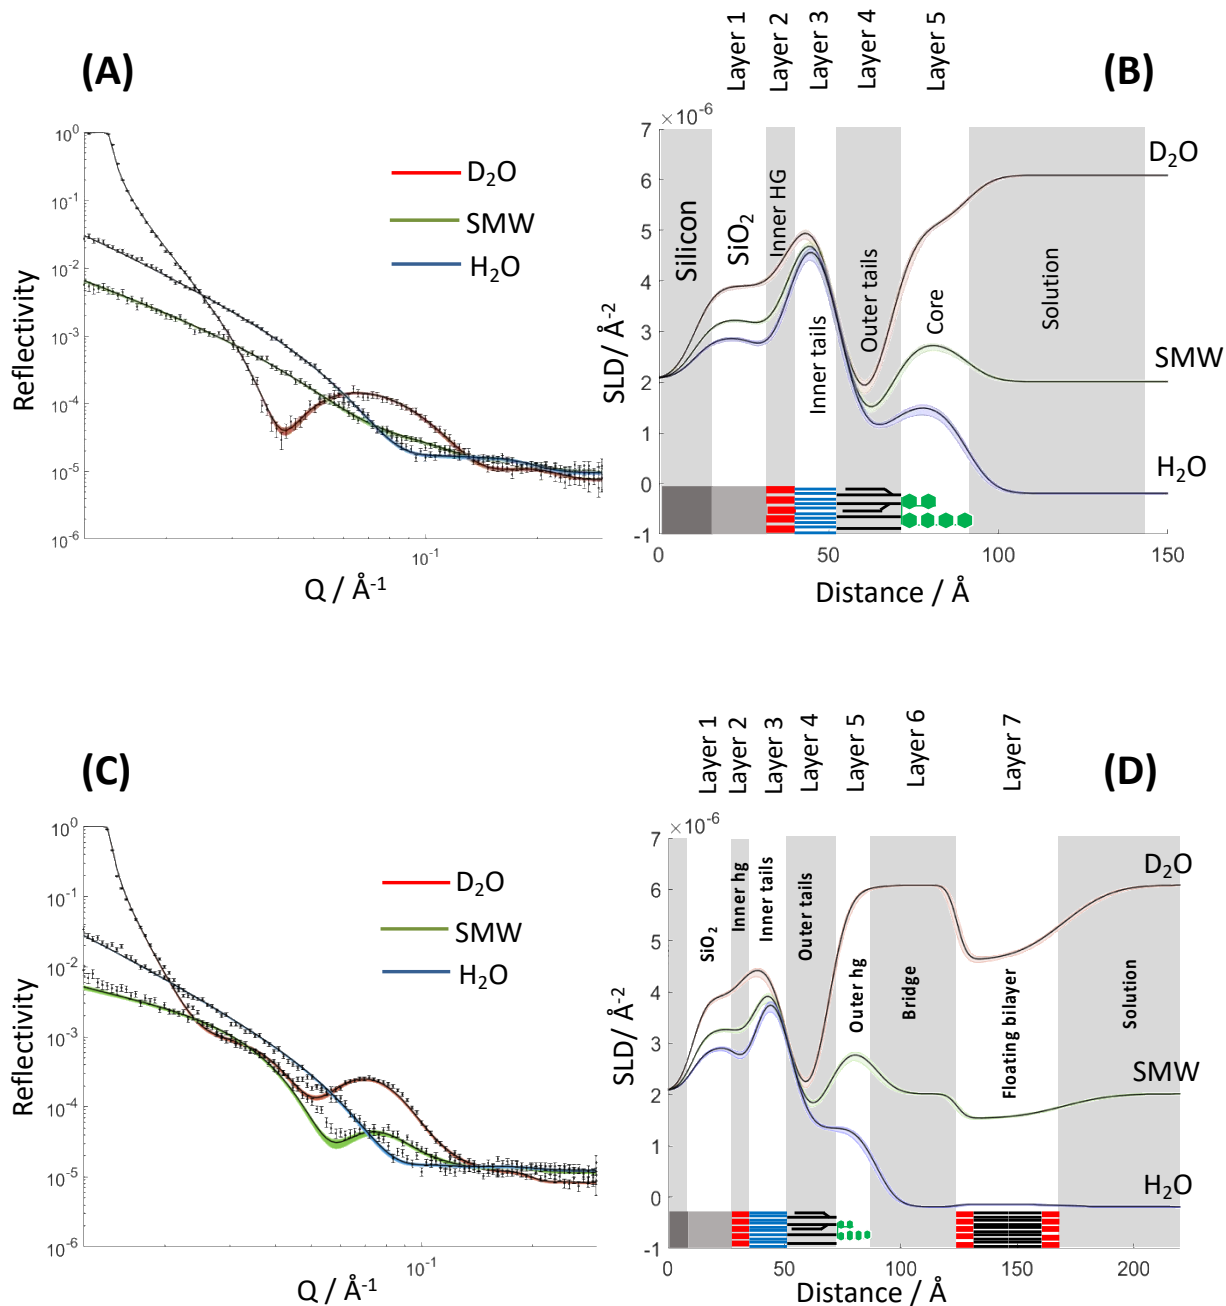 (A)
10⁰
10⁻¹
10⁻²
10⁻³
10⁻⁴
10⁻⁵
10⁻⁶
10⁻¹
Reflectivity
Q / Å⁻¹
D₂O
SMW
H₂O
Layer 1
Layer 2
Layer 3
Layer 4
Layer 5
(B)
×10⁻⁶
7
6
5
4
3
2
1
0
-1
SLD/ Å⁻²
Silicon
SiO₂
Inner HG
Inner tails
Outer tails
Core
Solution
D₂O
SMW
H₂O
0
50
100
150
Distance / Å
(C)
10⁰
10⁻¹
10⁻²
10⁻³
10⁻⁴
10⁻⁵
10⁻⁶
10⁻¹
Reflectivity
Q / Å⁻¹
D₂O
SMW
H₂O
Layer 1
Layer 2
Layer 3
Layer 4
Layer 5
Layer 6
Layer 7
(D)
×10⁻⁶
7
6
5
4
3
2
1
0
-1
SLD/ Å⁻²
SiO₂
Inner hg
Inner tails
Outer tails
Outer hg
Bridge
Floating bilayer
Solution
D₂O
SMW
H₂O
0
50
100
150
200
Distance / Å